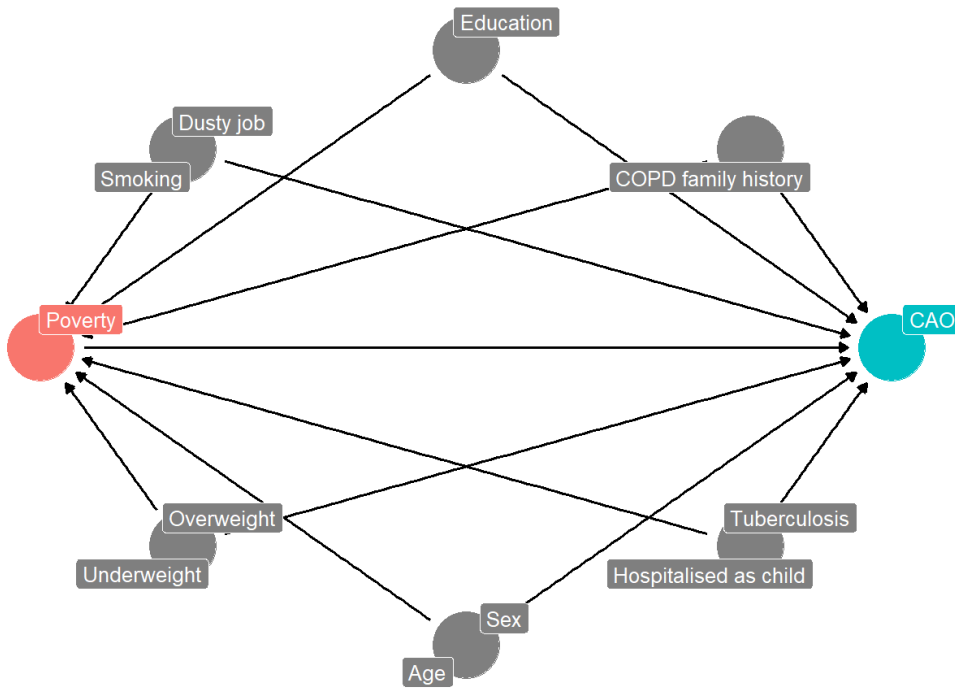 Education
Dusty job
Smoking
COPD family history
Poverty
CAO
Overweight
Underweight
Tuberculosis
Hospitalised as child
Sex
Age